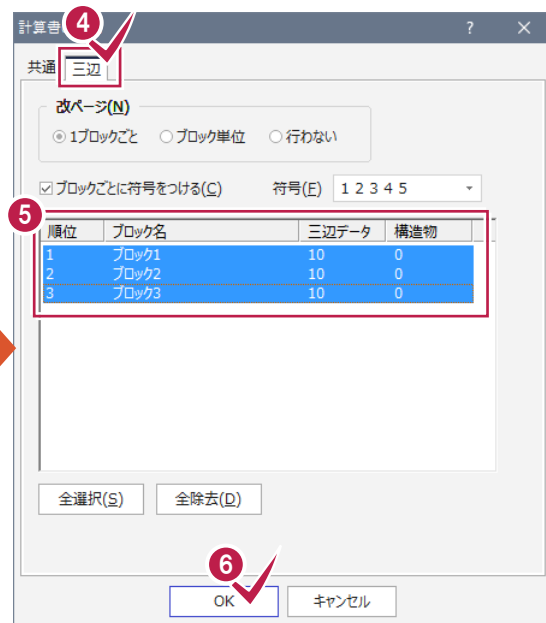 4
計算書 ? ×
共通 三辺
改ページ(N)
1ブロックごと ブロック単位 行わない
ブロックごとに符号をつける(C) 符号(F) 1 2 3 4 5
5
順位 ブロック名 三辺データ 構造物
1 ブロック1 10 0
2 ブロック2 10 0
3 ブロック3 10 0
全選択(S) 全除去(D)
6
OK キャンセル